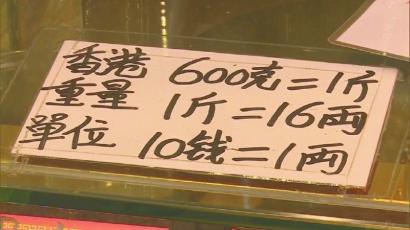 香港 600克=1斤
重量 1斤=16両
單位 10钱=1両